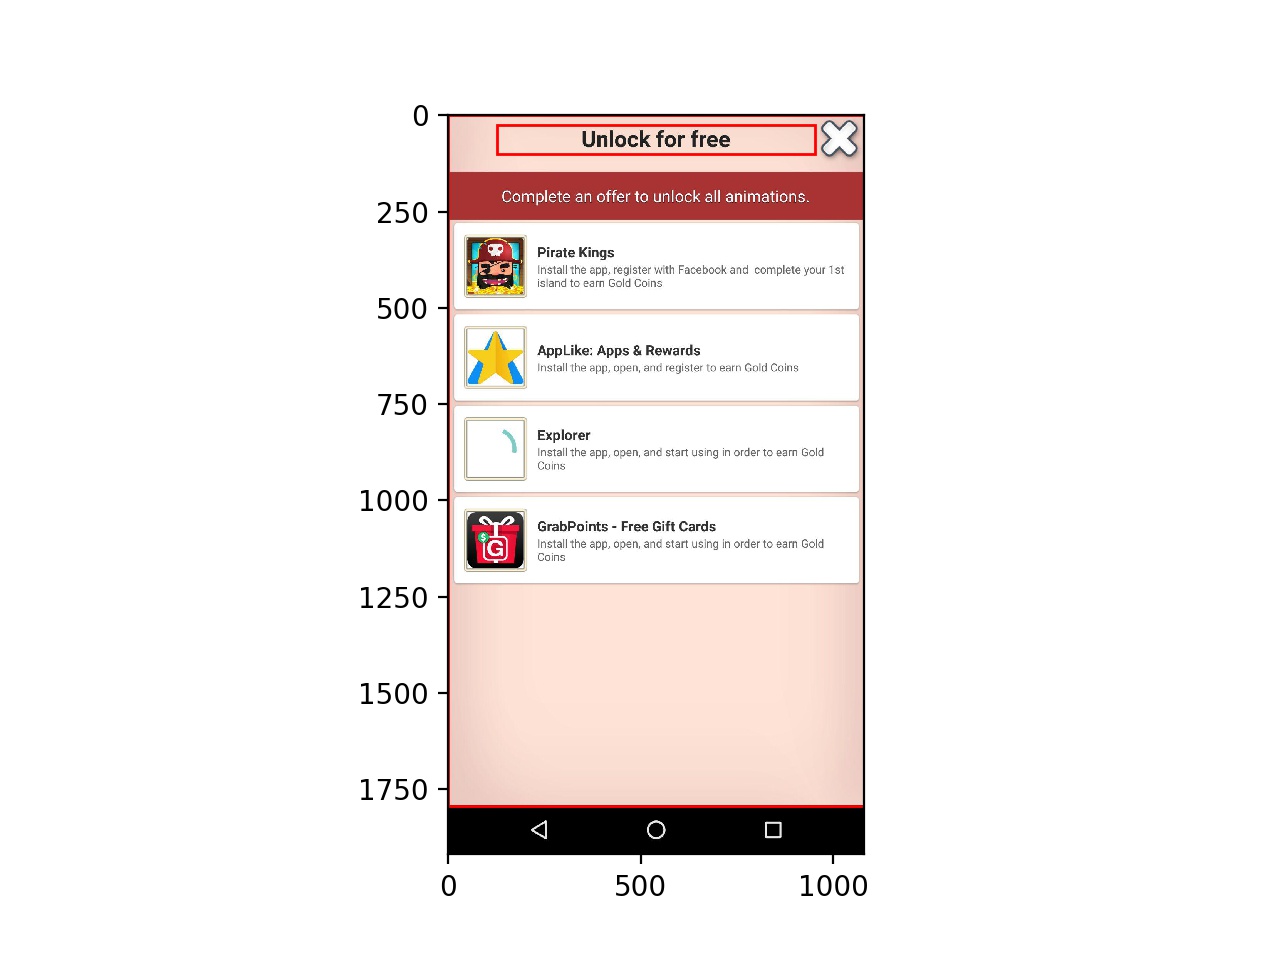 Unlock for free
Complete an offer to unlock all animations.
Pirate Kings
Install the app, register with Facebook and  complete your 1st
island to earn Gold Coins
AppLike: Apps & Rewards
Install the app, open, and register to earn Gold Coins
Explorer
Install the app, open, and start using in order to earn Gold
Coins
$
G
GrabPoints - Free Gift Cards
Install the app, open, and start using in order to earn Gold
Coins
0
250
500
750
1000
1250
1500
1750
0 500 1000